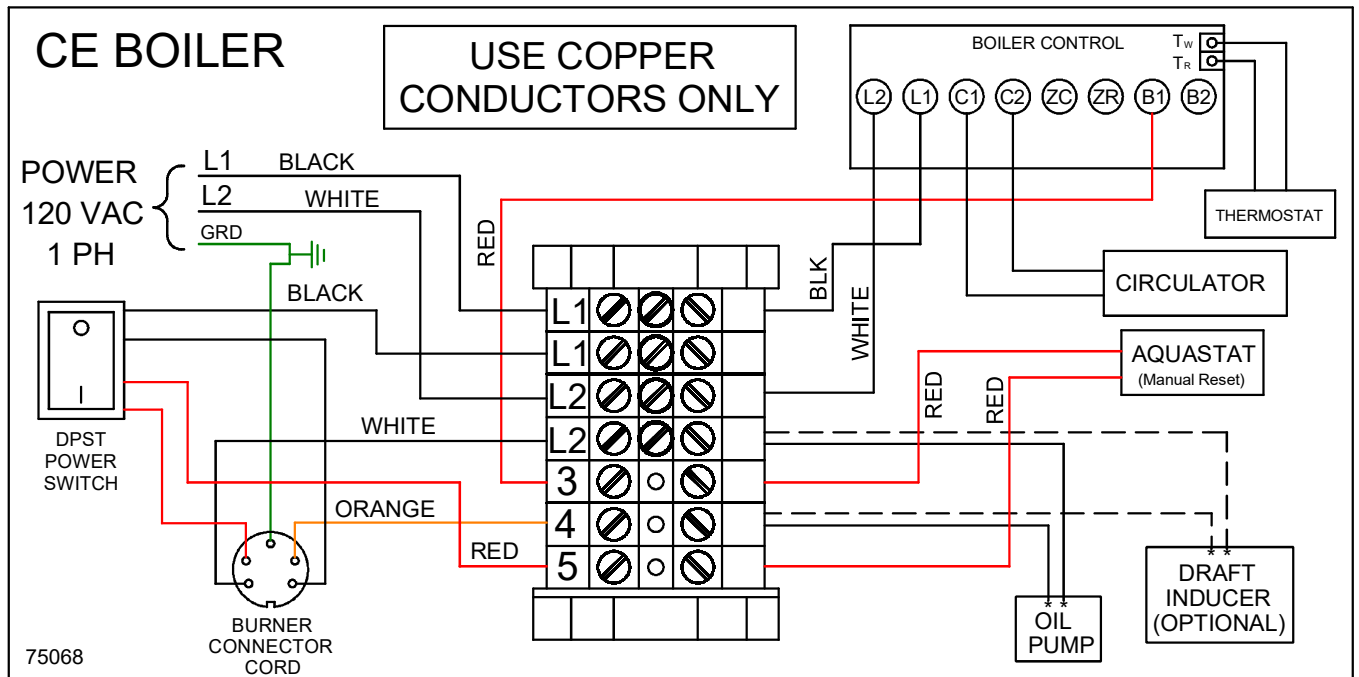 CE BOILER
USE COPPER
CONDUCTORS ONLY
BOILER CONTROL
TW
TR
L2 L1 C1 C2 ZC ZR B1 B2
THERMOSTAT
POWER
120 VAC
1 PH
L1 BLACK
L2 WHITE
GRD
BLACK
RED
BLK
WHITE
CIRCULATOR
AQUASTAT
(Manual Reset)
RED
RED
DPST
POWER
SWITCH
WHITE
ORANGE
RED
L1
L1
L2
L2
3
4
5
BURNER
CONNECTOR
CORD
* *
OIL
PUMP
* *
DRAFT
INDUCER
(OPTIONAL)
75068